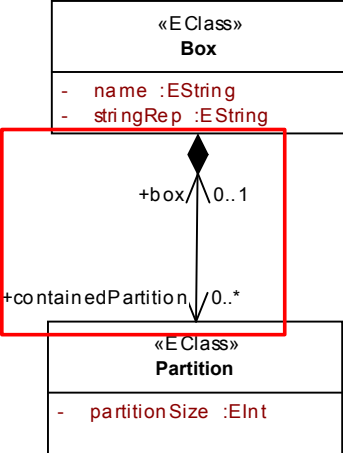 «EClass»
Box
- name :EString
- stringRep :EString
+box 0..1
+containedPartition 0..*
«EClass»
Partition
- partitionSize :EInt